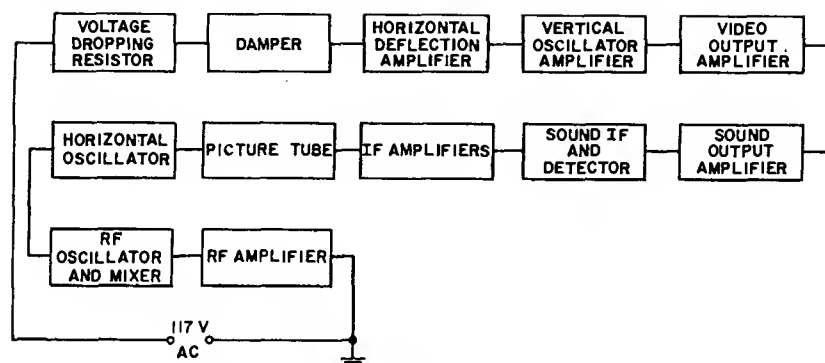 VOLTAGE
DROPPING
RESISTOR
DAMPER
HORIZONTAL
DEFLECTION
AMPLIFIER
VERTICAL
OSCILLATOR
AMPLIFIER
VIDEO
OUTPUT
AMPLIFIER
HORIZONTAL
OSCILLATOR
PICTURE TUBE
IF AMPLIFIERS
SOUND IF
AND
DETECTOR
SOUND
OUTPUT
AMPLIFIER
RF
OSCILLATOR
AND MIXER
RF AMPLIFIER
117 V
AC